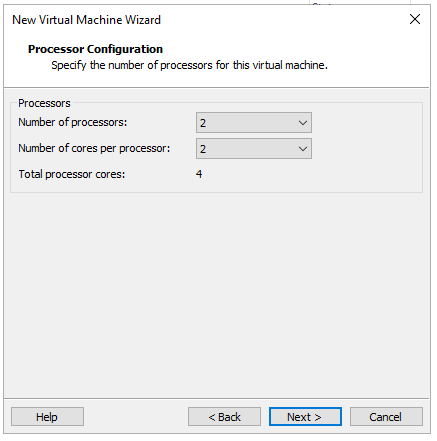 New Virtual Machine Wizard
Processor Configuration
Specify the number of processors for this virtual machine.
Processors
Number of processors: 2
Number of cores per processor: 2
Total processor cores: 4
Help < Back Next > Cancel